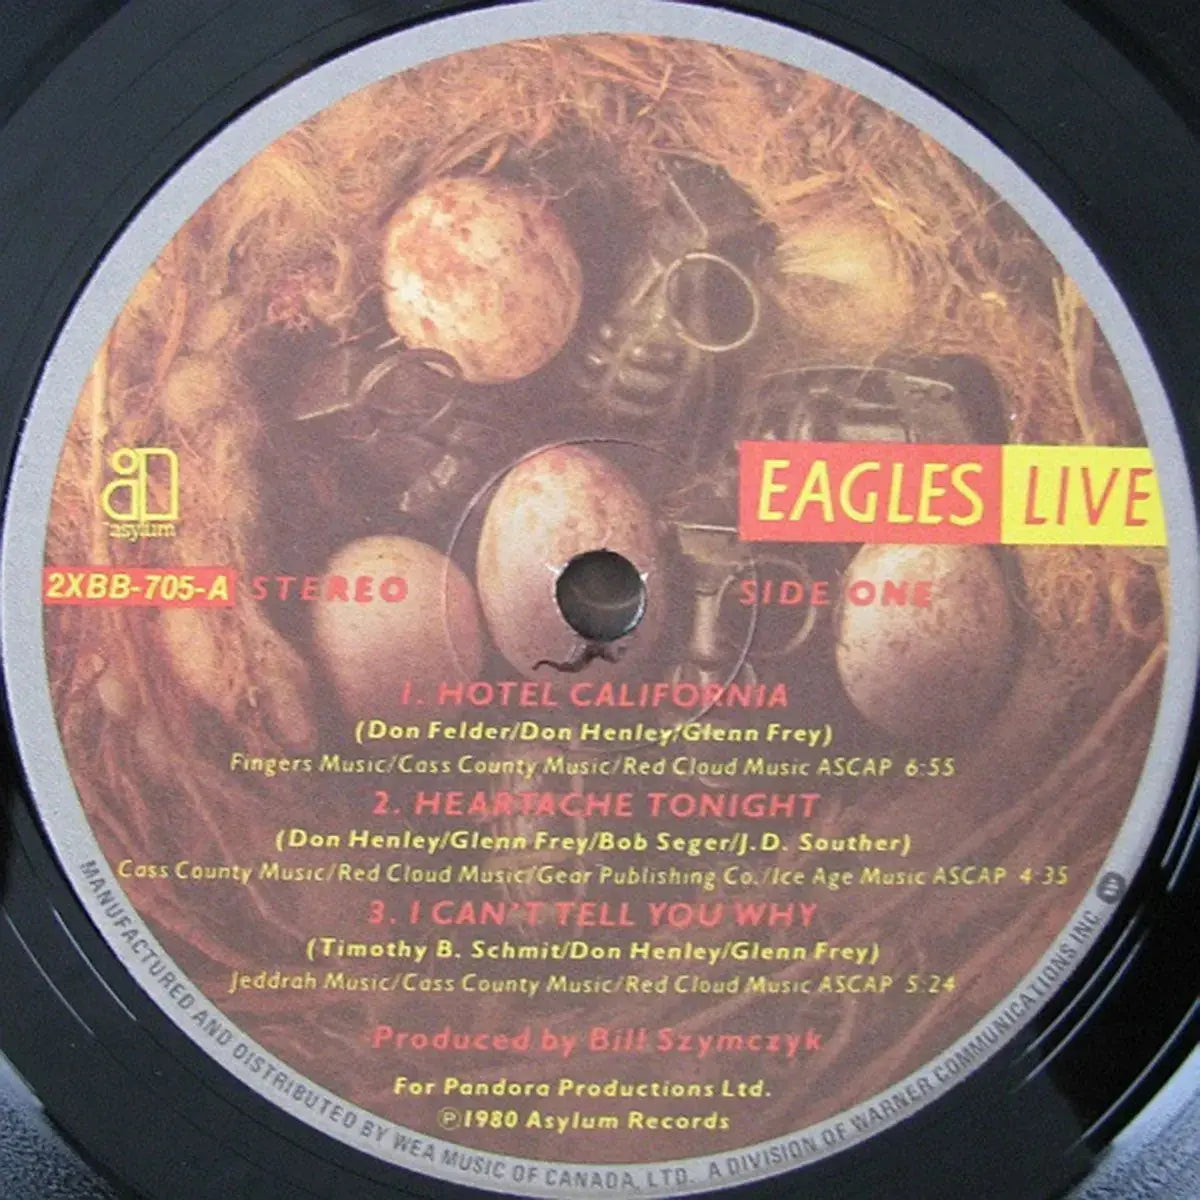 asylum
EAGLES LIVE
2XBB-705-A STEREO
SIDE ONE
1. HOTEL CALIFORNIA
(Don Felder/Don Henley/Glenn Frey)
Fingers Music/Cass County Music/Red Cloud Music ASCAP 6:55
2. HEARTACHE TONIGHT
(Don Henley/Glenn Frey/Bob Seger/J.D. Souther)
Cass County Music/Red Cloud Music/Gear Publishing Co./Ice Age Music ASCAP 4:35
3. I CAN'T TELL YOU WHY
(Timothy B. Schmit/Don Henley/Glenn Frey)
Jeddrah Music/Cass County Music/Red Cloud Music ASCAP 5:24
Produced by Bill Szymczyk
For Pandora Productions Ltd.
℗1980 Asylum Records
MANUFACTURED AND DISTRIBUTED BY WEA MUSIC OF CANADA, LTD. A DIVISION OF WARNER COMMUNICATIONS INC.